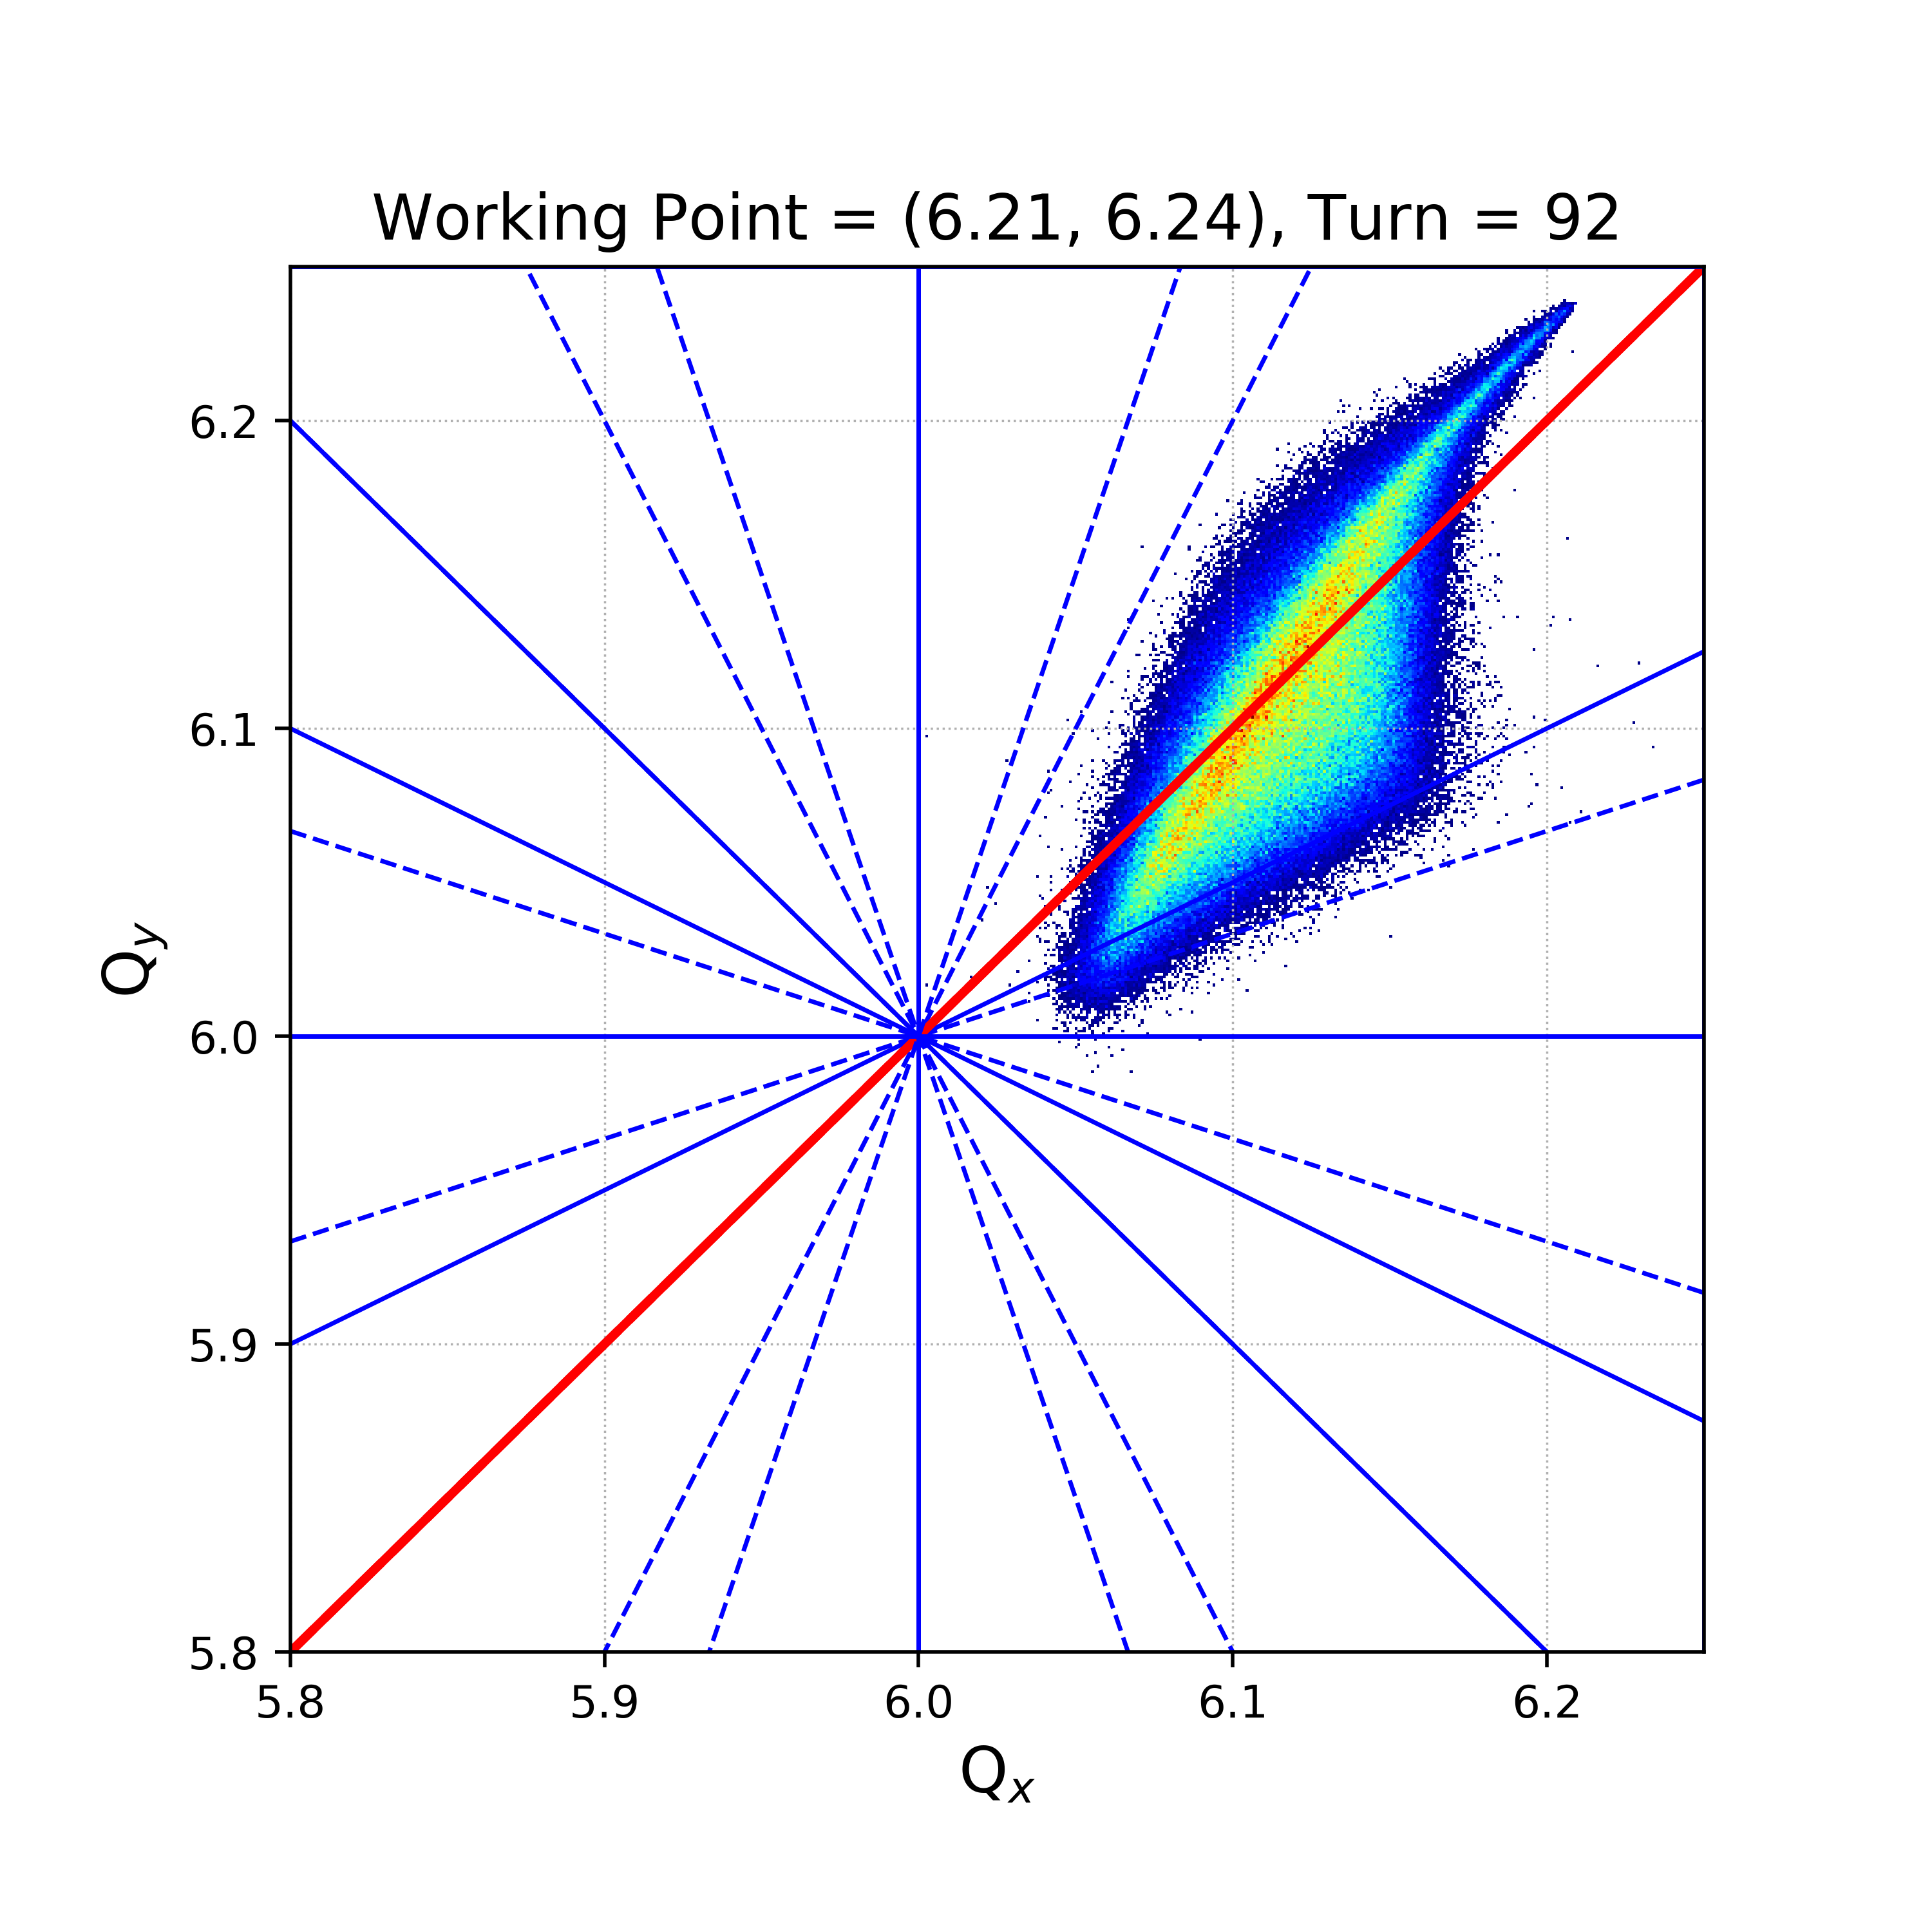 Working Point = (6.21, 6.24), Turn = 92
6.2
6.1
6.0
5.9
5.8
Qy
5.8 5.9 6.0 6.1 6.2
Qx